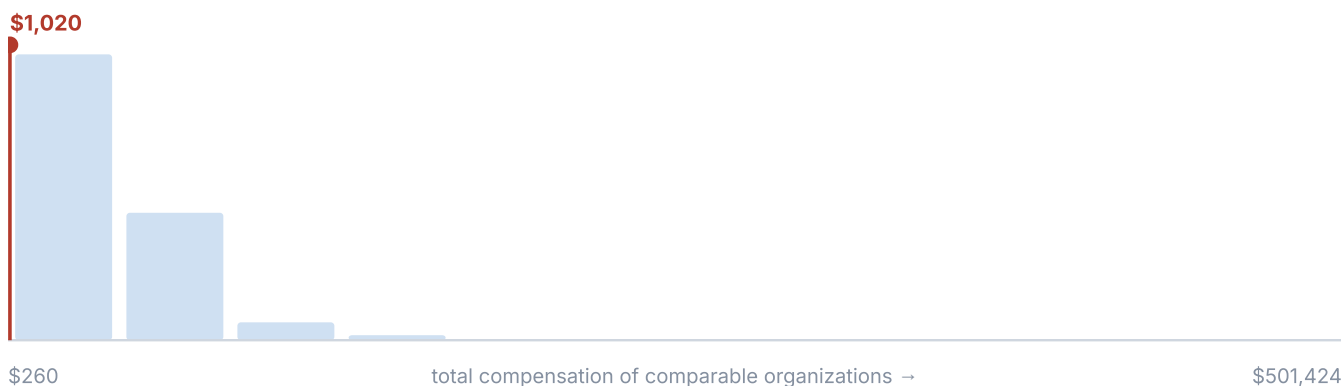 $1,020
$260 total compensation of comparable organizations → $501,424